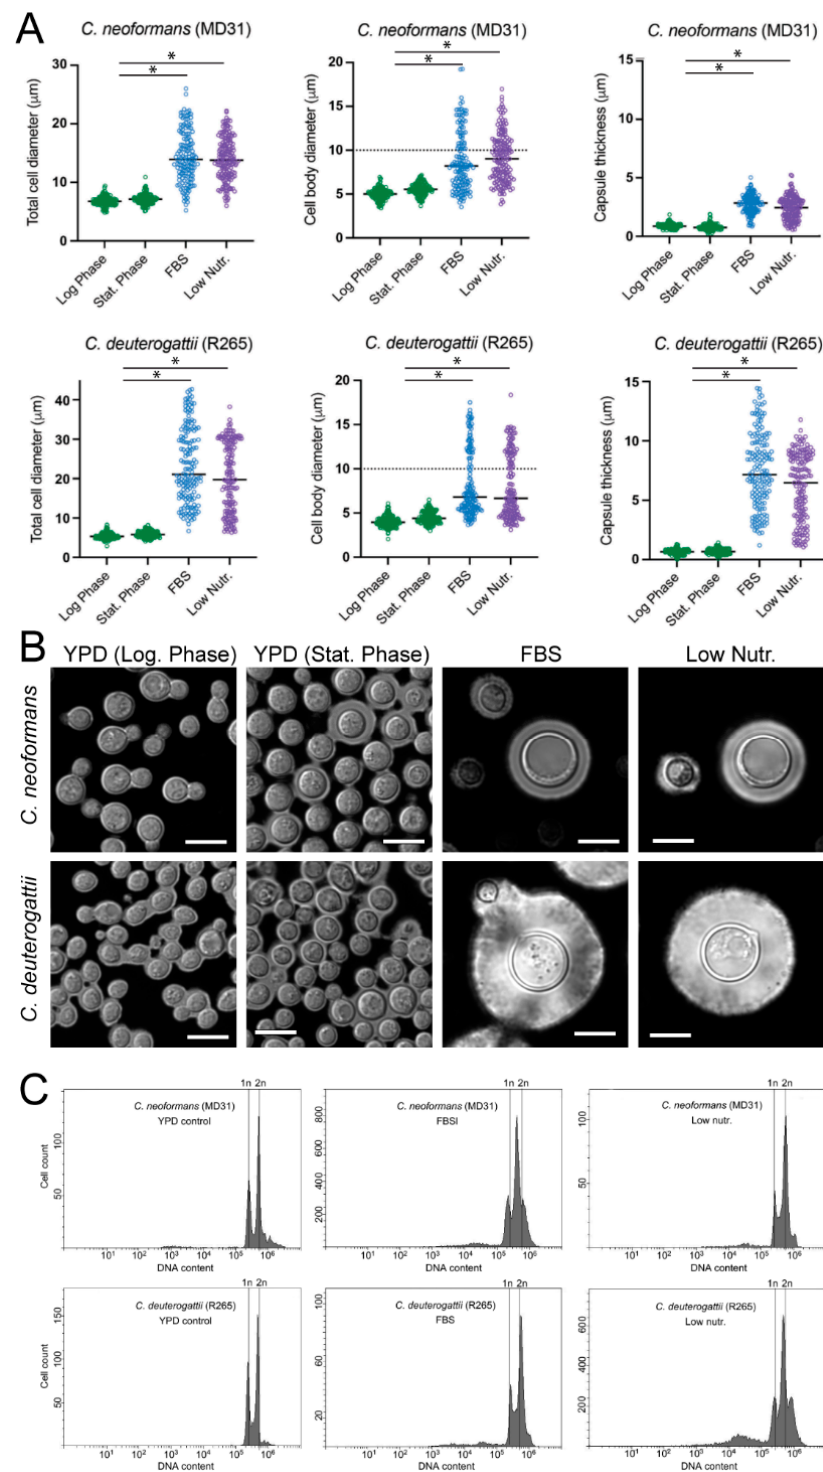 A
C. neoformans (MD31)
Total cell diameter (μm)
30
20
10
0
* 
*
Log Phase
Stat. Phase
FBS
Low Nutr.
C. neoformans (MD31)
Cell body diameter (μm)
20
15
10
5
0
*
*
Log Phase
Stat. Phase
FBS
Low Nutr.
C. neoformans (MD31)
Capsule thickness (μm)
15
10
5
0
*
*
Log Phase
Stat. Phase
FBS
Low Nutr.
C. deuterogattii (R265)
Total cell diameter (μm)
40
30
20
10
0
*
*
Log Phase
Stat. Phase
FBS
Low Nutr.
C. deuterogattii (R265)
Cell body diameter (μm)
20
15
10
5
0
*
*
Log Phase
Stat. Phase
FBS
Low Nutr.
C. deuterogattii (R265)
Capsule thickness (μm)
15
10
5
0
*
*
Log Phase
Stat. Phase
FBS
Low Nutr.
B
YPD (Log. Phase)
YPD (Stat. Phase)
FBS
Low Nutr.
C. neoformans
C. deuterogattii
C
1n 2n
C. neoformans (MD31)
YPD control
Cell count
100
50
10¹ 10² 10³ 10⁴ 10⁵ 10⁶
DNA content
1n 2n
C. neoformans (MD31)
FBSI
800
600
400
200
10¹ 10² 10³ 10⁴ 10⁵ 10⁶
DNA content
1n 2n
C. neoformans (MD31)
Low nutr.
100
50
10¹ 10² 10³ 10⁴ 10⁵ 10⁶
DNA content
1n 2n
C. deuterogattii (R265)
YPD control
Cell count
150
100
50
10¹ 10² 10³ 10⁴ 10⁵ 10⁶
DNA content
1n 2n
C. deuterogattii (R265)
FBS
100
60
20
10¹ 10² 10³ 10⁴ 10⁵ 10⁶
DNA content
1n 2n
C. deuterogattii (R265)
Low nutr.
600
400
200
0
10¹ 10² 10³ 10⁴ 10⁵ 10⁶
DNA content